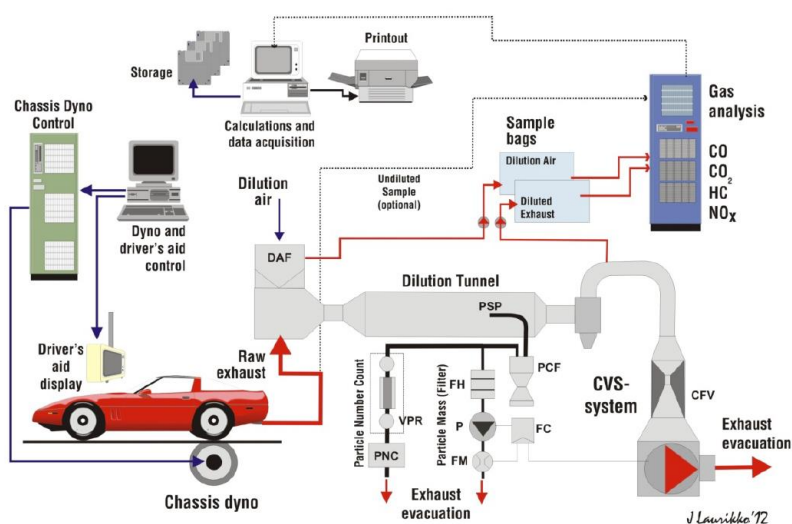 Storage
Printout
Calculations and
data acquisition
Chassis Dyno
Control
Dyno and
driver's aid
control
Gas
analysis
CO
CO2
HC
NOx
Sample
bags
Dilution Air
Diluted
Exhaust
Undiluted
Sample
(optional)
Dilution
air
DAF
Dilution Tunnel
PSP
Driver's
aid
display
Raw
exhaust
Particle Number Count
VPR
PNC
Particle Mass (Filter)
FH
P
FM
PCF
FC
CVS-
system
CFV
Exhaust
evacuation
Chassis dyno
Exhaust
evacuation
J Laurikko'12